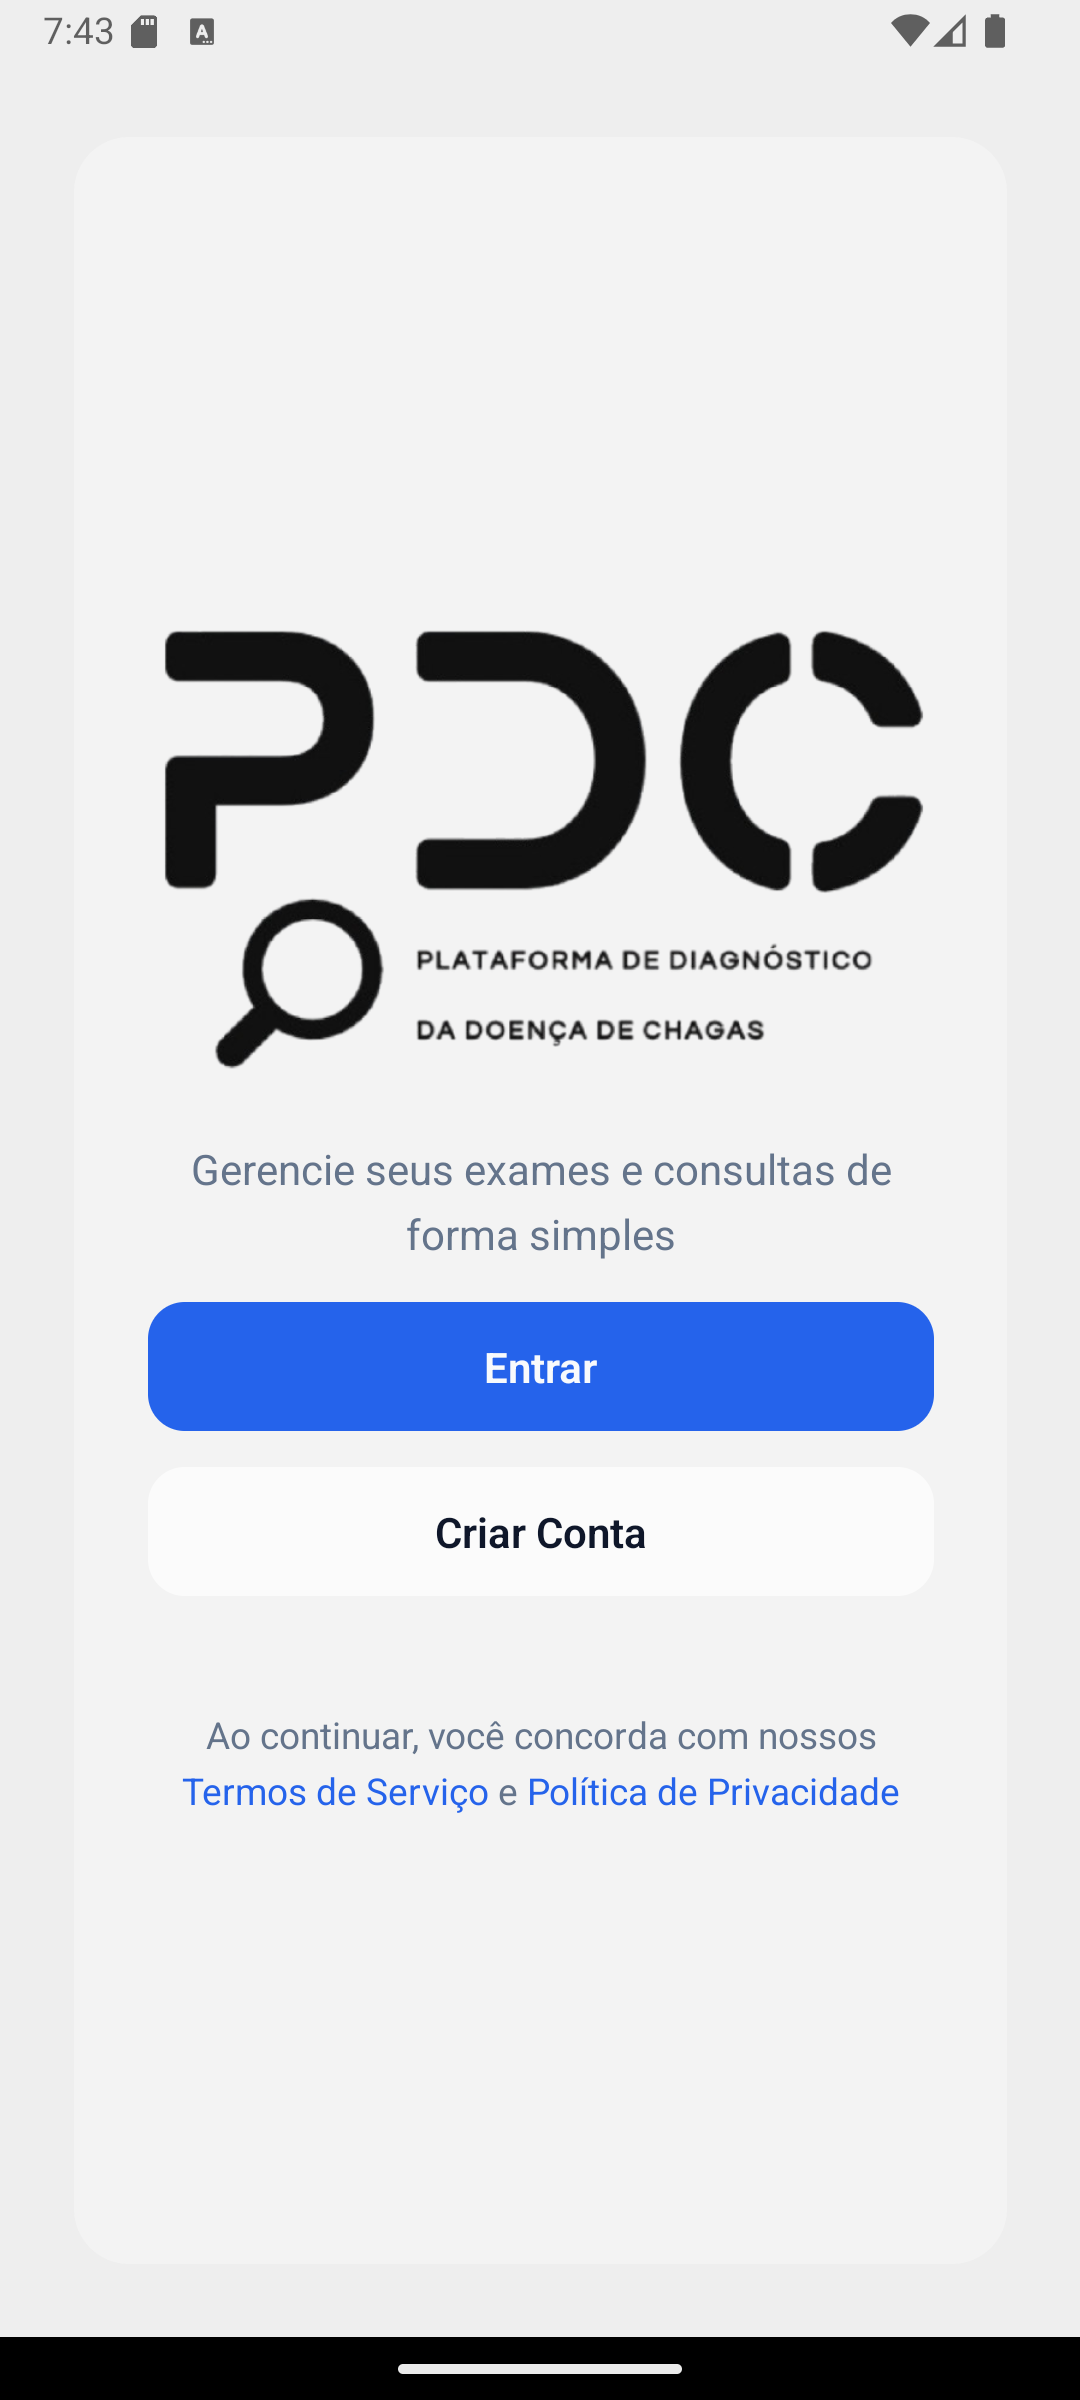 7:43
PDC
PLATAFORMA DE DIAGNÓSTICO
DA DOENÇA DE CHAGAS
Gerencie seus exames e consultas de
forma simples
Entrar
Criar Conta
Ao continuar, você concorda com nossos
Termos de Serviço e Política de Privacidade